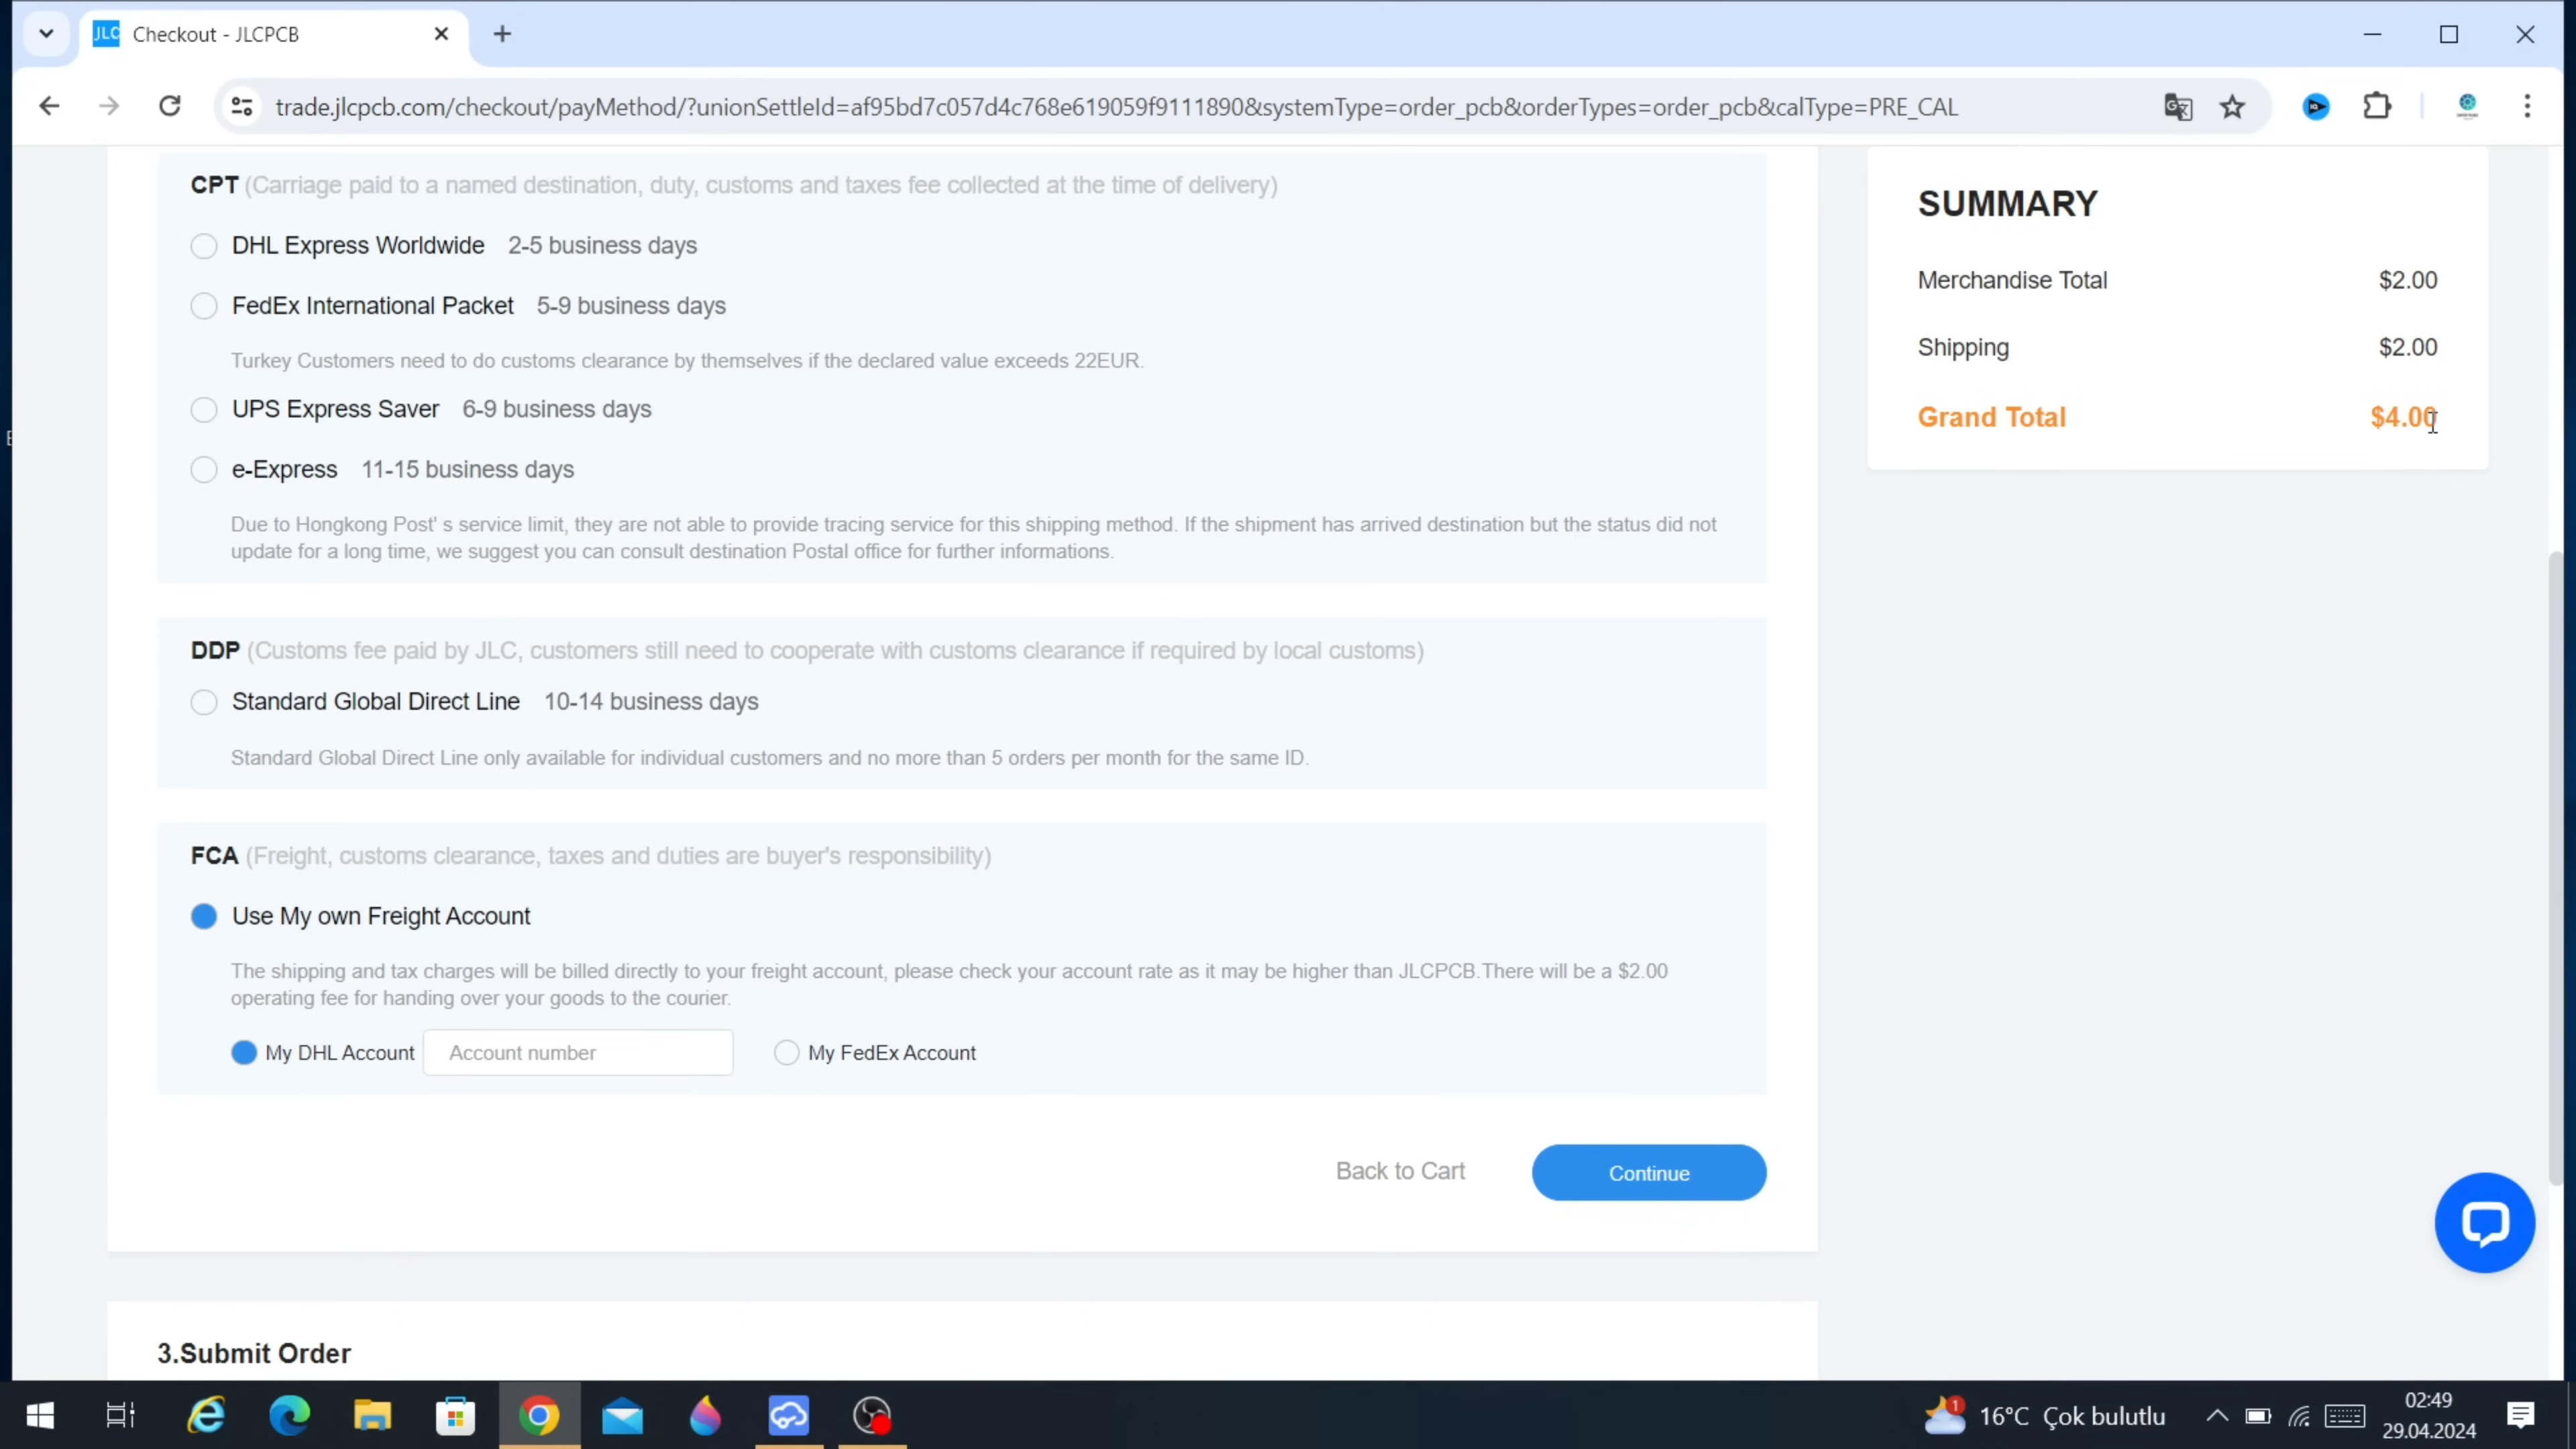 JLC Checkout - JLCPCB
trade.jlcpcb.com/checkout/payMethod/?unionSettleId=af95bd7c057d4c768e619059f9111890&systemType=order_pcb&orderTypes=order_pcb&calType=PRE_CAL
CPT (Carriage paid to a named destination, duty, customs and taxes fee collected at the time of delivery)
DHL Express Worldwide 2-5 business days
FedEx International Packet 5-9 business days
Turkey Customers need to do customs clearance by themselves if the declared value exceeds 22EUR.
UPS Express Saver 6-9 business days
e-Express 11-15 business days
Due to Hongkong Post' s service limit, they are not able to provide tracing service for this shipping method. If the shipment has arrived destination but the status did not
update for a long time, we suggest you can consult destination Postal office for further informations.
DDP (Customs fee paid by JLC, customers still need to cooperate with customs clearance if required by local customs)
Standard Global Direct Line 10-14 business days
Standard Global Direct Line only available for individual customers and no more than 5 orders per month for the same ID.
FCA (Freight, customs clearance, taxes and duties are buyer's responsibility)
Use My own Freight Account
The shipping and tax charges will be billed directly to your freight account, please check your account rate as it may be higher than JLCPCB.There will be a $2.00
operating fee for handing over your goods to the courier.
My DHL Account Account number My FedEx Account
Back to Cart Continue
3.Submit Order
SUMMARY
Merchandise Total $2.00
Shipping $2.00
Grand Total $4.00
1 16°C Çok bulutlu
02:49
29.04.2024